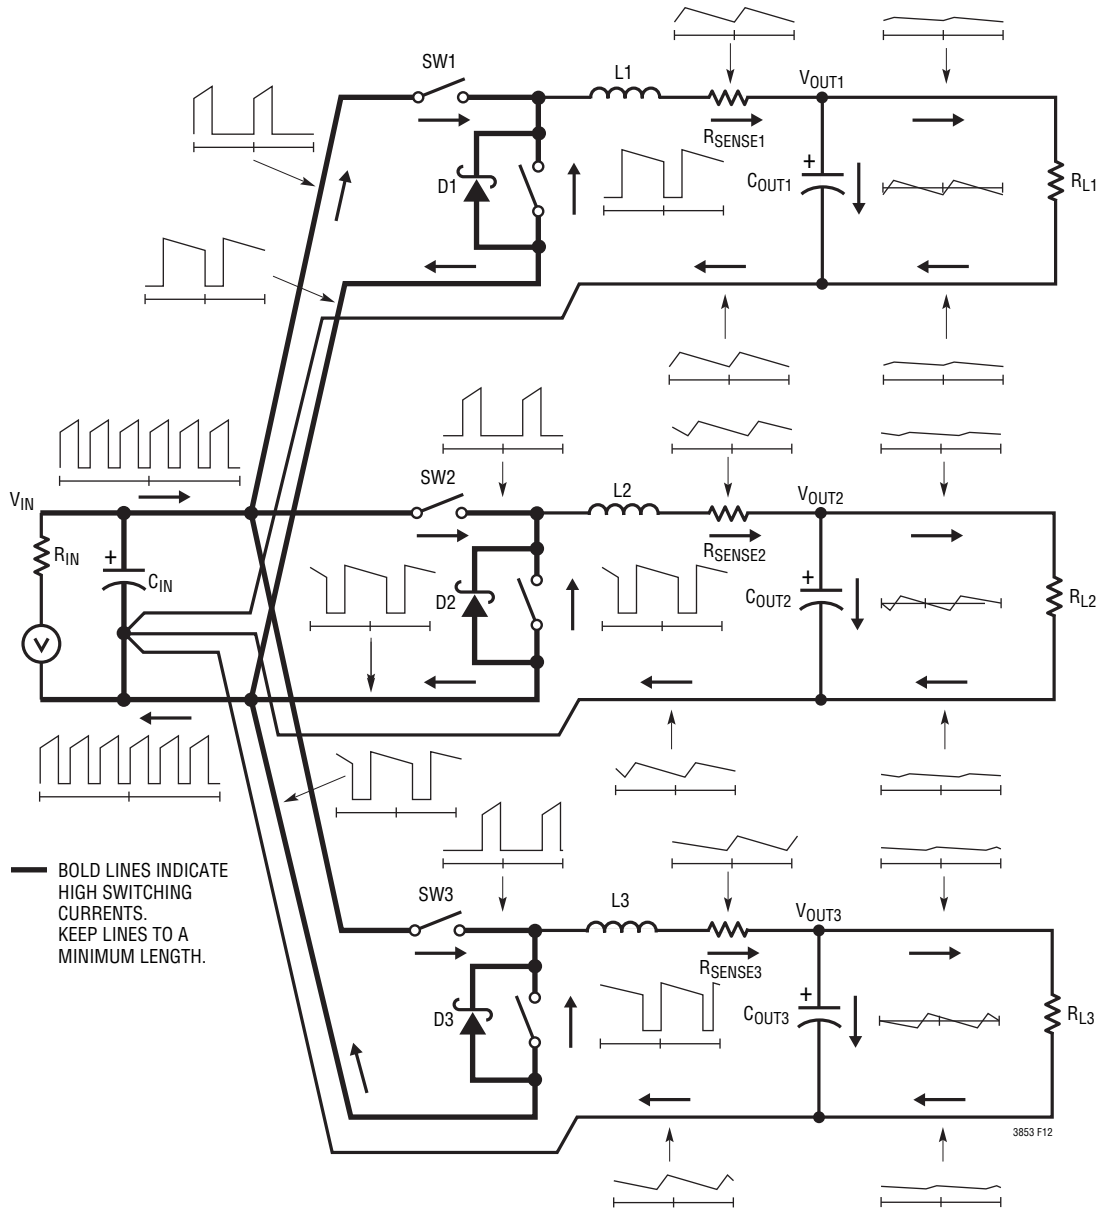 SW1
L1
VOUT1
RSENSE1
D1
COUT1
RL1
SW2
L2
VOUT2
VIN
RIN
CIN
RSENSE2
D2
COUT2
RL2
V
BOLD LINES INDICATE
HIGH SWITCHING
CURRENTS.
KEEP LINES TO A
MINIMUM LENGTH.
SW3
L3
VOUT3
RSENSE3
D3
COUT3
RL3
3853 F12